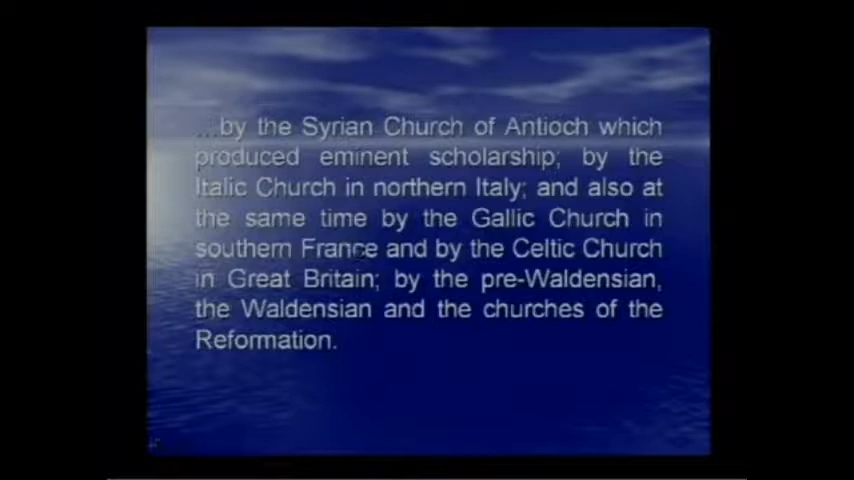 ...by the Syrian Church of Antioch which
produced eminent scholarship; by the
Italic Church in northern Italy; and also at
the same time by the Gallic Church in
southern France and by the Celtic Church
in Great Britain; by the pre-Waldensian,
the Waldensian and the churches of the
Reformation.